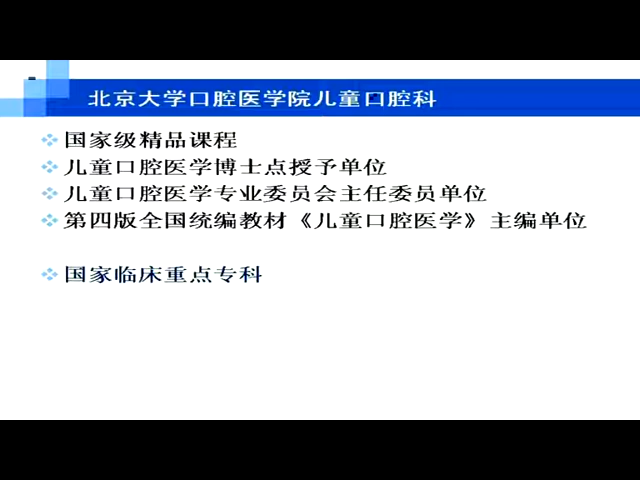 北京大学口腔医学院儿童口腔科
国家级精品课程
儿童口腔医学博士点授予单位
儿童口腔医学专业委员会主任委员单位
第四版全国统编教材《儿童口腔医学》主编单位
国家临床重点专科